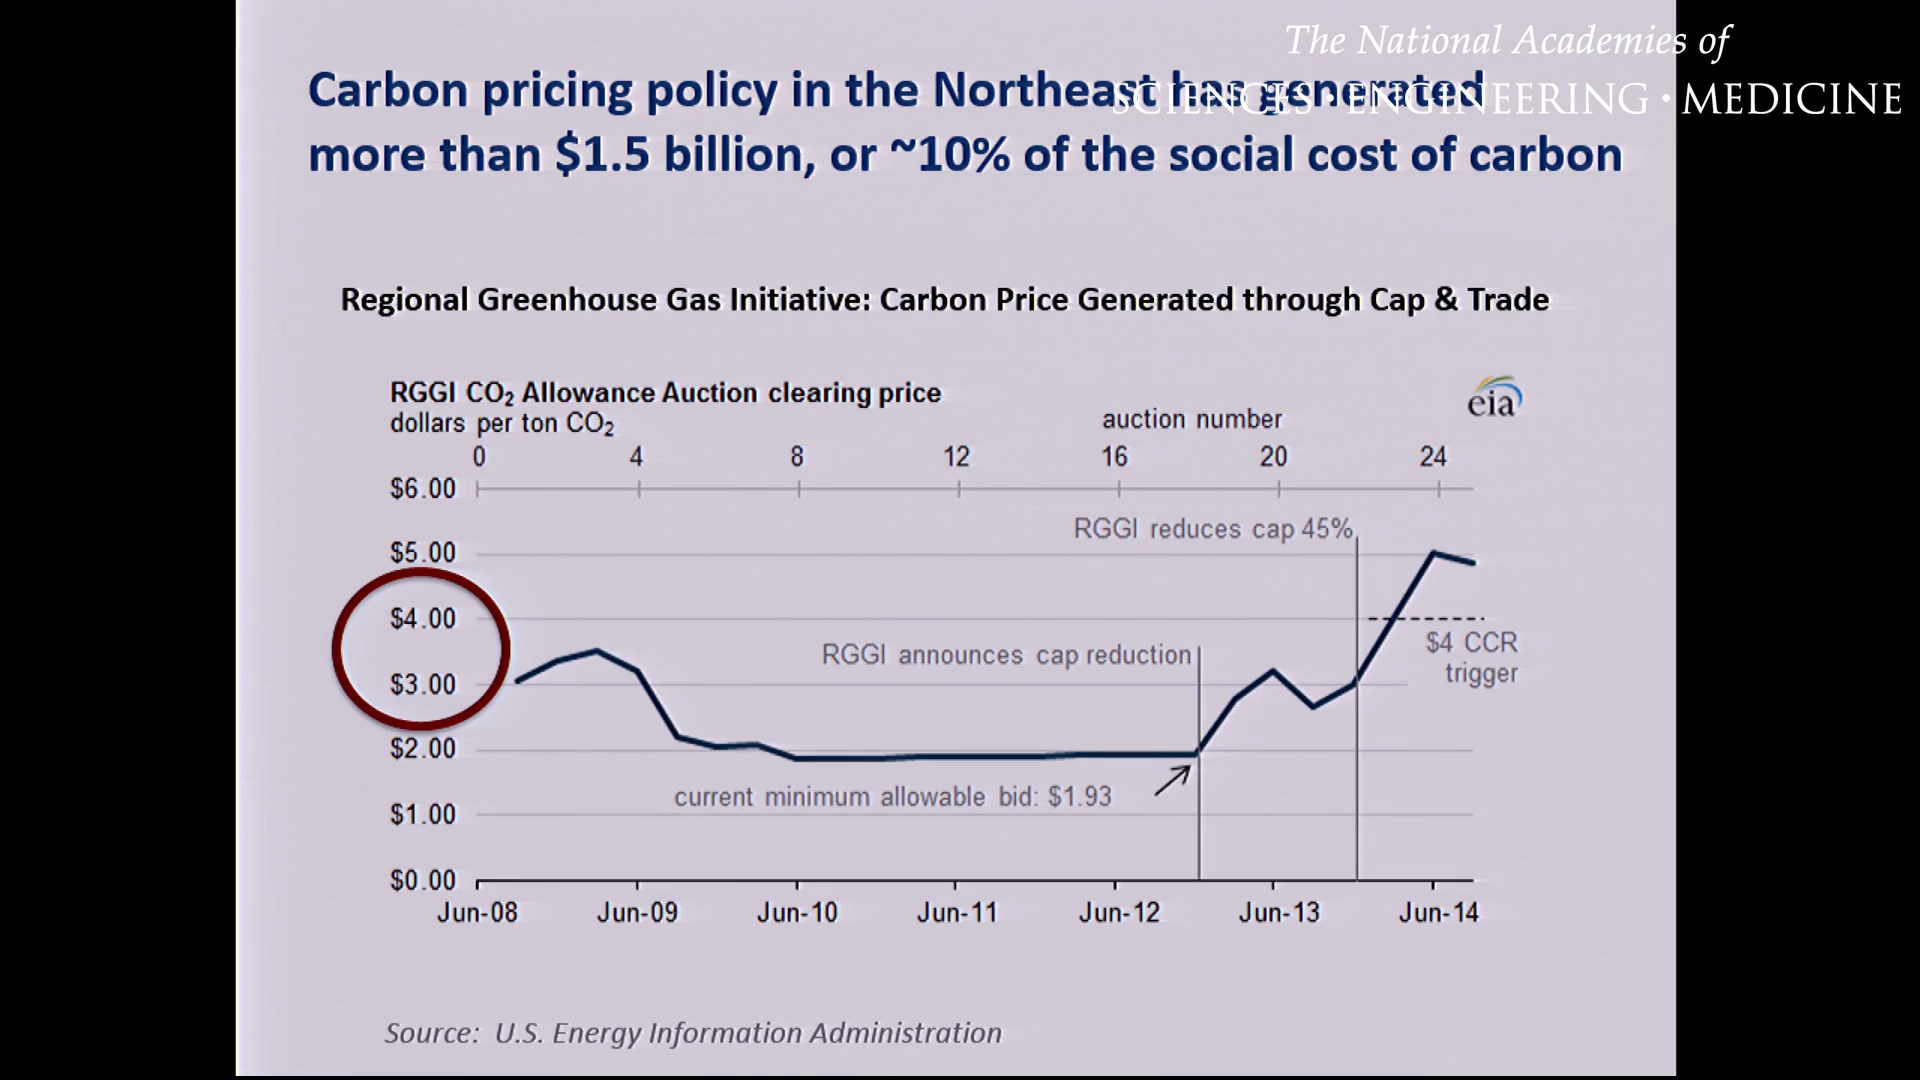 The National Academies of
SCIENCES · ENGINEERING · MEDICINE
Carbon pricing policy in the Northeast has generated
more than $1.5 billion, or ~10% of the social cost of carbon
Regional Greenhouse Gas Initiative: Carbon Price Generated through Cap & Trade
RGGI CO₂ Allowance Auction clearing price
dollars per ton CO₂
auction number
eia
0 4 8 12 16 20 24
$6.00
RGGI reduces cap 45%
$5.00
$4.00
$4 CCR
trigger
RGGI announces cap reduction
$3.00
$2.00
current minimum allowable bid: $1.93
$1.00
$0.00
Jun-08 Jun-09 Jun-10 Jun-11 Jun-12 Jun-13 Jun-14
Source: U.S. Energy Information Administration